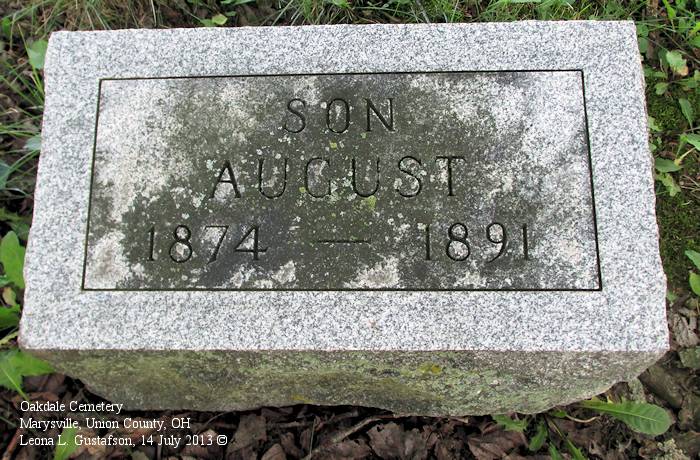 SON
AUGUST
1874 — 1891
Oakdale Cemetery
Marysville, Union County, OH
Leona L. Gustafson, 14 July 2013 ©